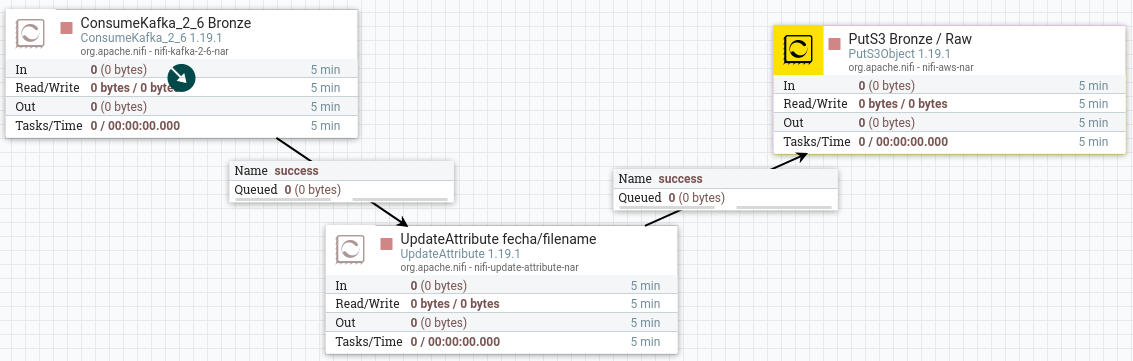 ConsumeKafka_2_6 Bronze
ConsumeKafka_2_6 1.19.1
org.apache.nifi - nifi-kafka-2-6-nar
In 0 (0 bytes) 5 min
Read/Write 0 bytes / 0 bytes 5 min
Out 0 (0 bytes) 5 min
Tasks/Time 0 / 00:00:00.000 5 min
Name success
Queued 0 (0 bytes)
UpdateAttribute fecha/filename
UpdateAttribute 1.19.1
org.apache.nifi - nifi-update-attribute-nar
In 0 (0 bytes) 5 min
Read/Write 0 bytes / 0 bytes 5 min
Out 0 (0 bytes) 5 min
Tasks/Time 0 / 00:00:00.000 5 min
Name success
Queued 0 (0 bytes)
PutS3 Bronze / Raw
PutS3Object 1.19.1
org.apache.nifi - nifi-aws-nar
In 0 (0 bytes) 5 min
Read/Write 0 bytes / 0 bytes 5 min
Out 0 (0 bytes) 5 min
Tasks/Time 0 / 00:00:00.000 5 min